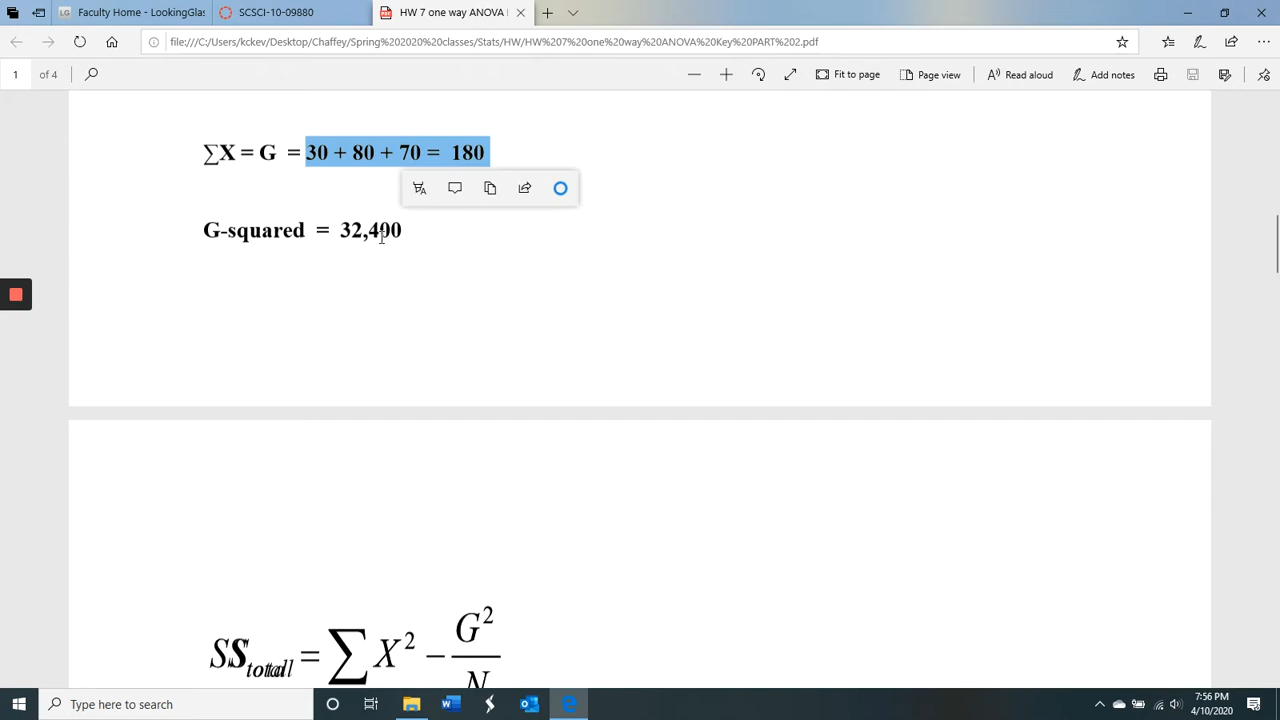 Faculty Home - LookingGlas
SCSCI-10-09880
HW 7 one way ANOVA I
file:///C:/Users/kckev/Desktop/Chaffey/Spring%202020%20classes/Stats/HW/HW%207%20one%20way%20ANOVA%20Key%20PART%202.pdf
1 of 4
Fit to page
Page view
Read aloud
Add notes
∑X = G = 30 + 80 + 70 = 180
G-squared = 32,400
SS total = ∑ X² − G² / N
Type here to search
7:56 PM
4/10/2020